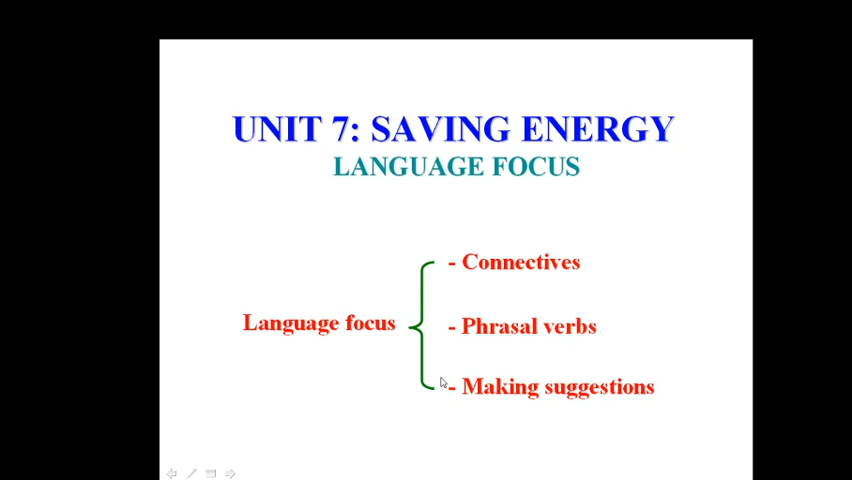 UNIT 7: SAVING ENERGY
LANGUAGE FOCUS
- Connectives
Language focus
- Phrasal verbs
- Making suggestions